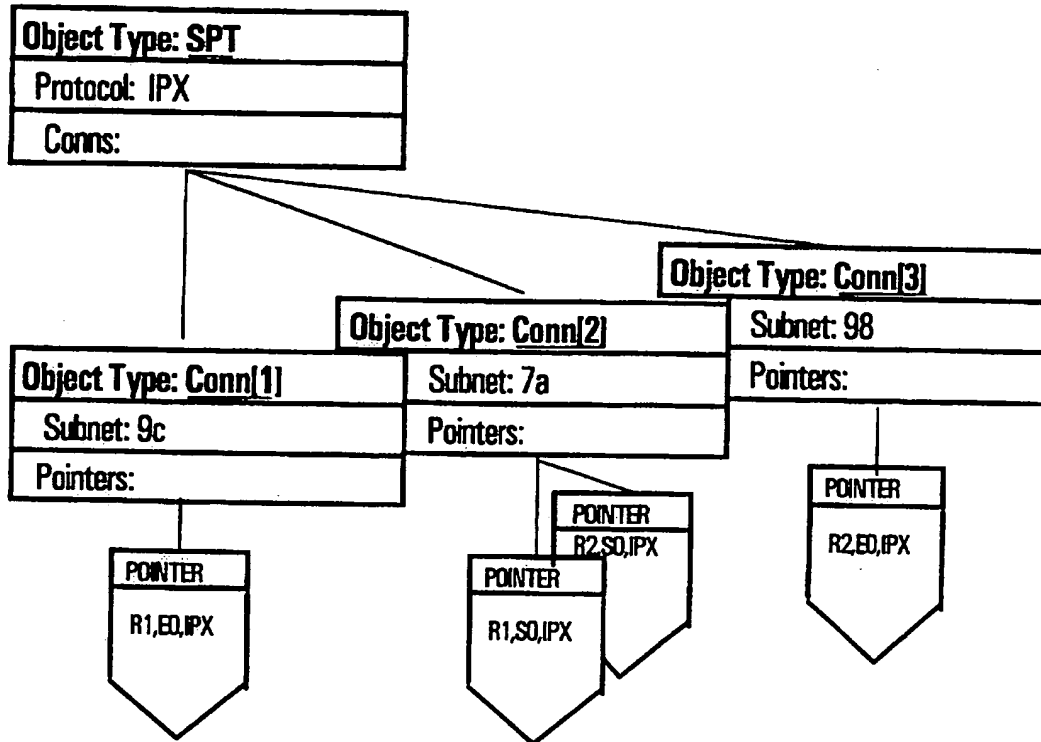 Object Type: SPT
Protocol: IPX
Conns:
Object Type: Conn[3]
Subnet: 98
Pointers:
Object Type: Conn[2]
Subnet: 7a
Pointers:
Object Type: Conn[1]
Subnet: 9c
Pointers:
POINTER
R1,E0,IPX
POINTER
R1,S0,IPX
POINTER
R2,S0,IPX
POINTER
R2,E0,IPX